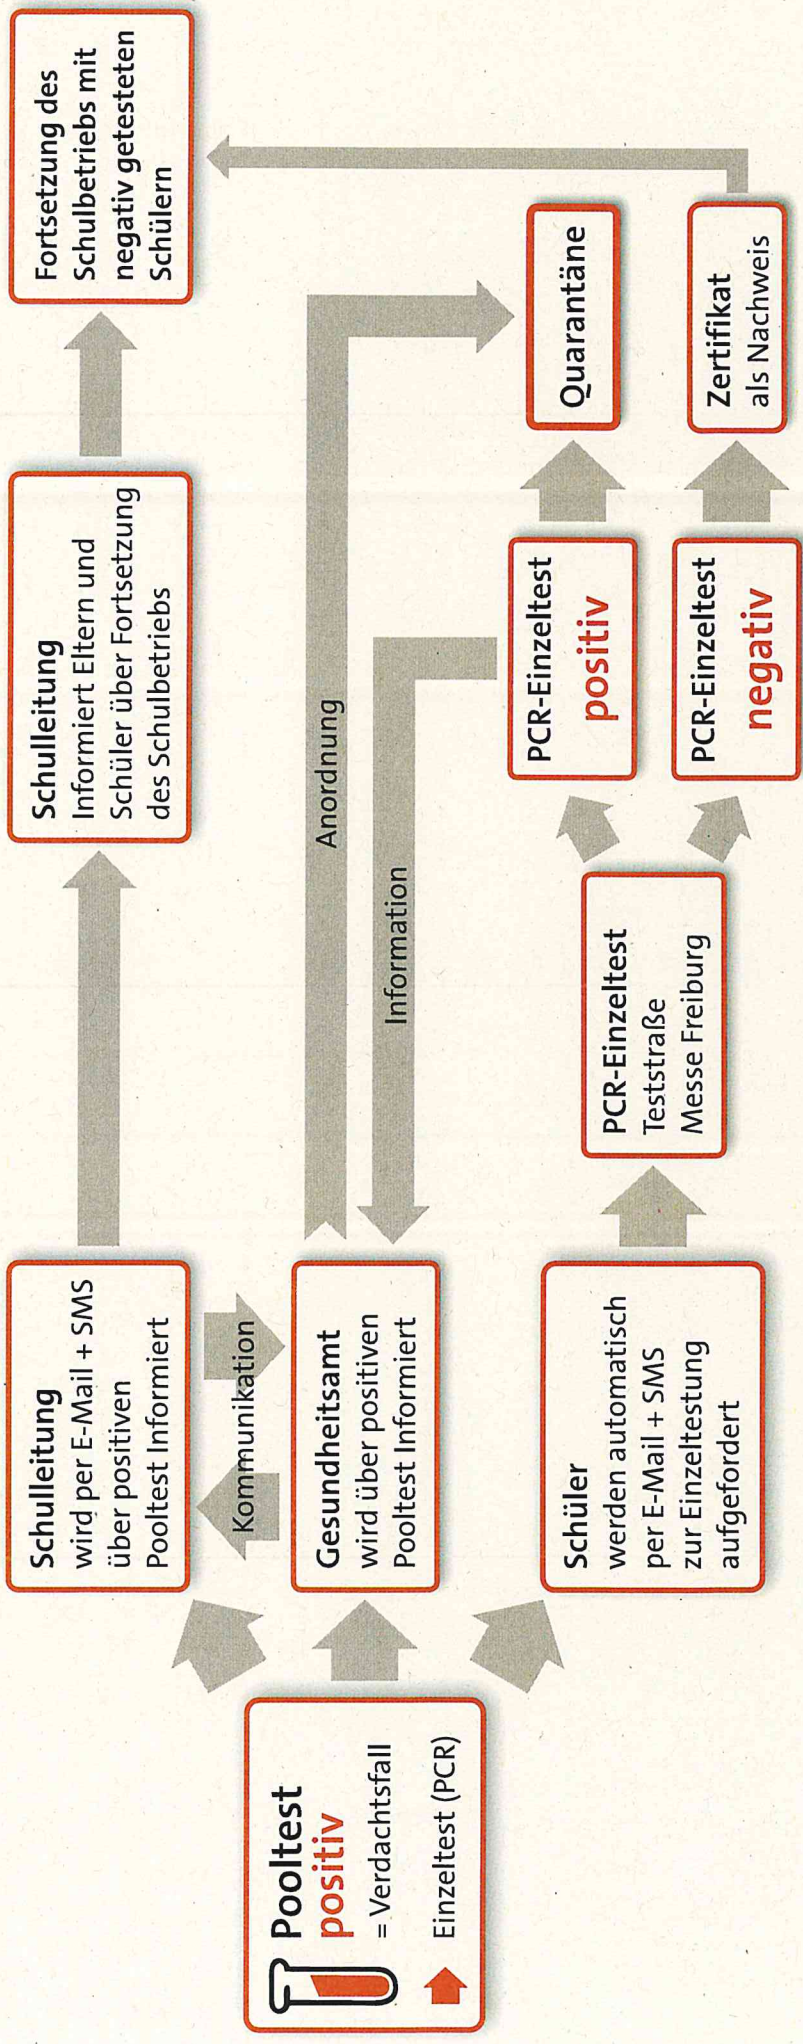 Pooltest
positiv
= Verdachtsfall
Einzeltest (PCR)
Schulleitung
wird per E-Mail + SMS
über positiven
Pooltest Informiert
Kommunikation
Gesundheitsamt
wird über positiven
Pooltest Informiert
Schüler
werden automatisch
per E-Mail + SMS
zur Einzeltestung
aufgefordert
Schulleitung
Informiert Eltern und
Schüler über Fortsetzung
des Schulbetriebs
Fortsetzung des
Schulbetriebs mit
negativ getesteten
Schülern
Anordnung
Information
PCR-Einzeltest
Teststraße
Messe Freiburg
PCR-Einzeltest
positiv
PCR-Einzeltest
negativ
Quarantäne
Zertifikat
als Nachweis